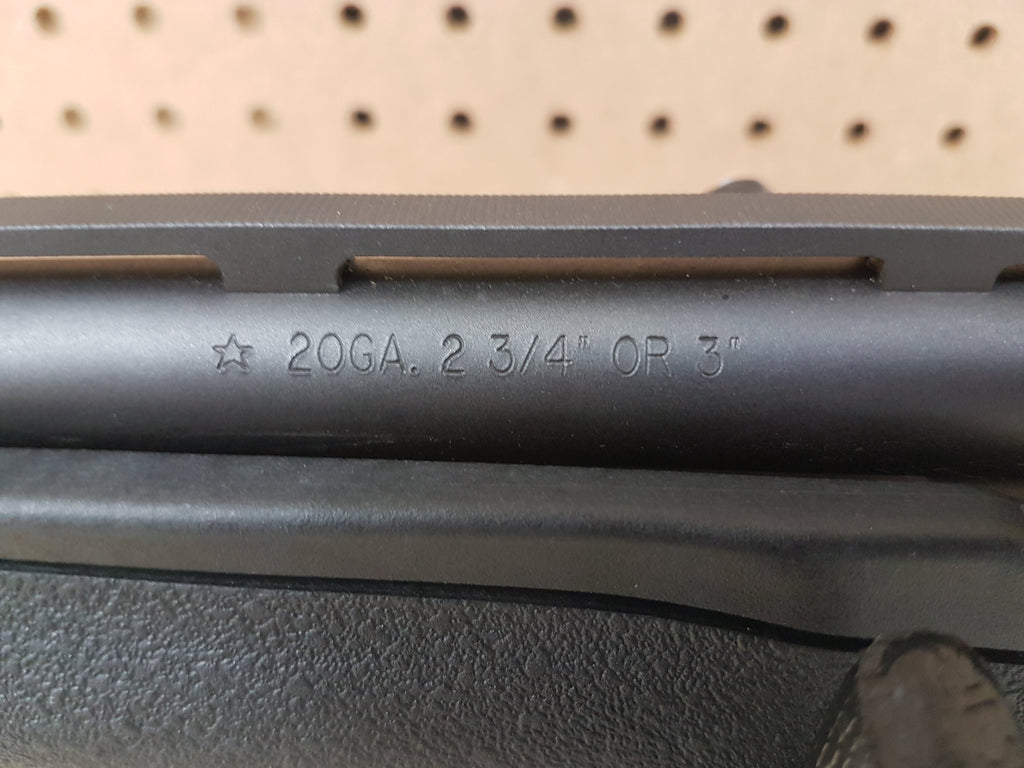 ☆ 20GA. 2 3/4" OR 3"